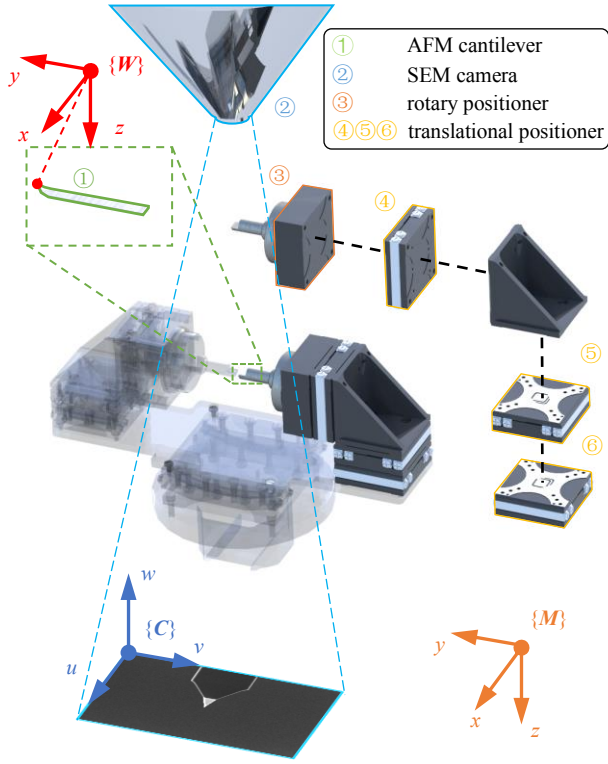 ① AFM cantilever
② SEM camera
③ rotary positioner
④⑤⑥ translational positioner
{W}
y
x
z
①
②
③
④
⑤
⑥
w
{C}
v
u
{M}
y
x
z